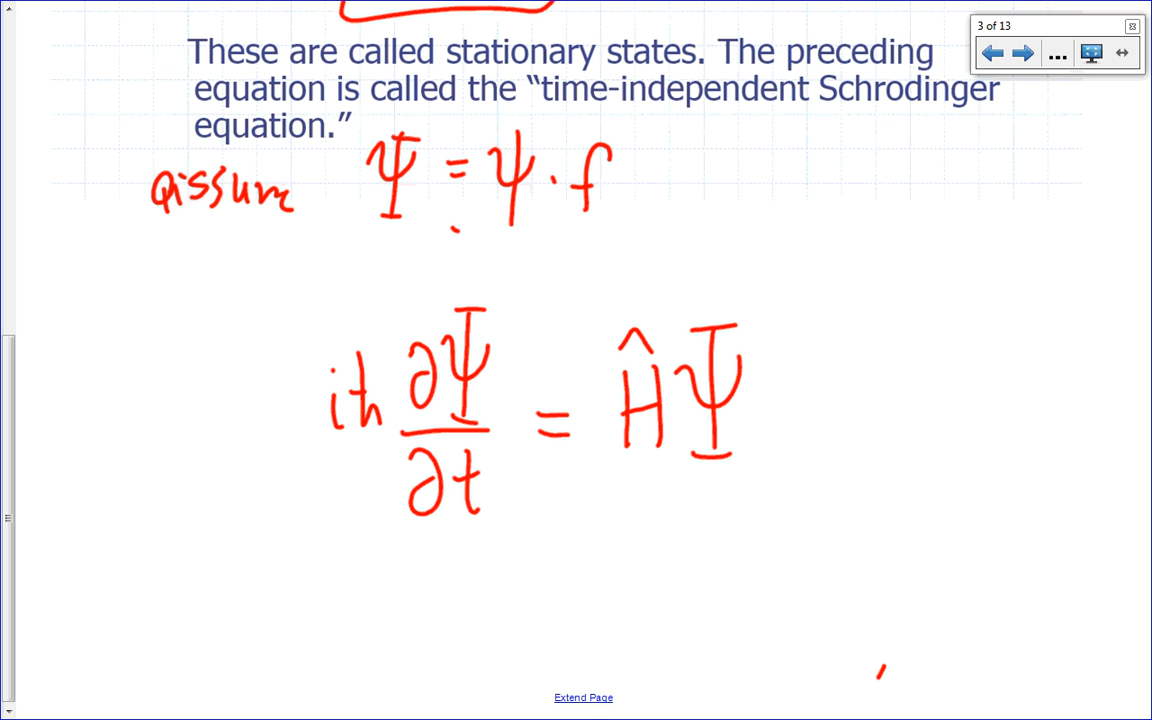 3 of 13
These are called stationary states. The preceding
equation is called the “time-independent Schrodinger
equation.”
assume Ψ = ψ · f
iħ ∂Ψ/∂t = ĤΨ
Extend Page